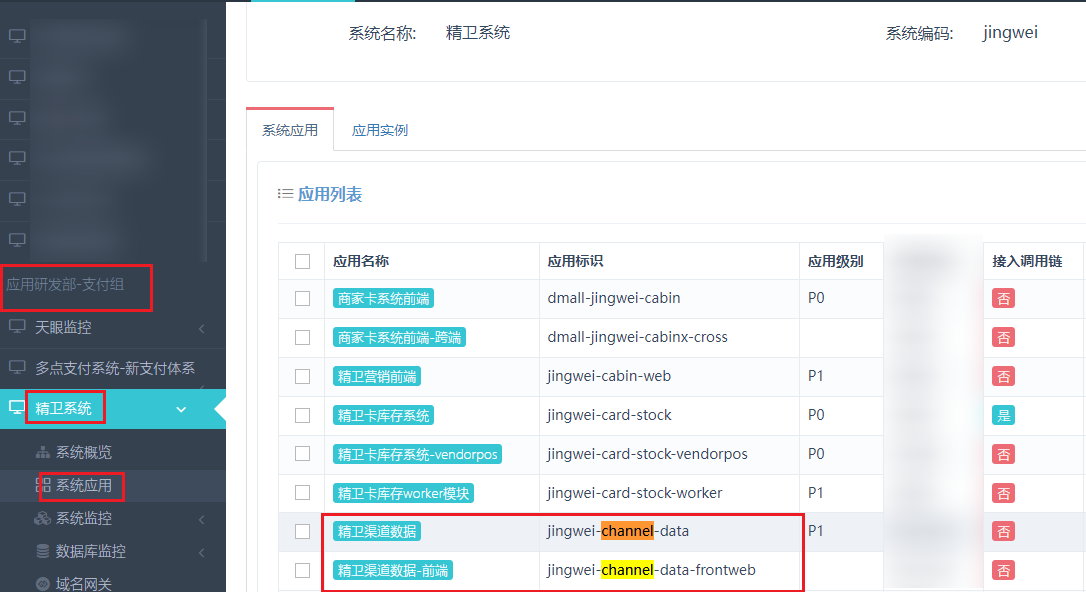 系统名称: 精卫系统 系统编码: jingwei
系统应用 应用实例
应用列表
应用名称 应用标识 应用级别 接入调用链
商家卡系统前端 dmall-jingwei-cabin P0 否
商家卡系统前端-跨端 dmall-jingwei-cabinx-cross 否
精卫营销前端 jingwei-cabin-web P1 否
精卫卡库存系统 jingwei-card-stock P0 是
精卫卡库存系统-vendorpos jingwei-card-stock-vendorpos P0 否
精卫卡库存worker模块 jingwei-card-stock-worker P1 否
精卫渠道数据 jingwei-channel-data P1 否
精卫渠道数据-前端 jingwei-channel-data-frontweb 否
应用研发部-支付组
天眼监控
多点支付系统-新支付体系
精卫系统
系统概览
系统应用
系统监控
数据库监控
域名网关